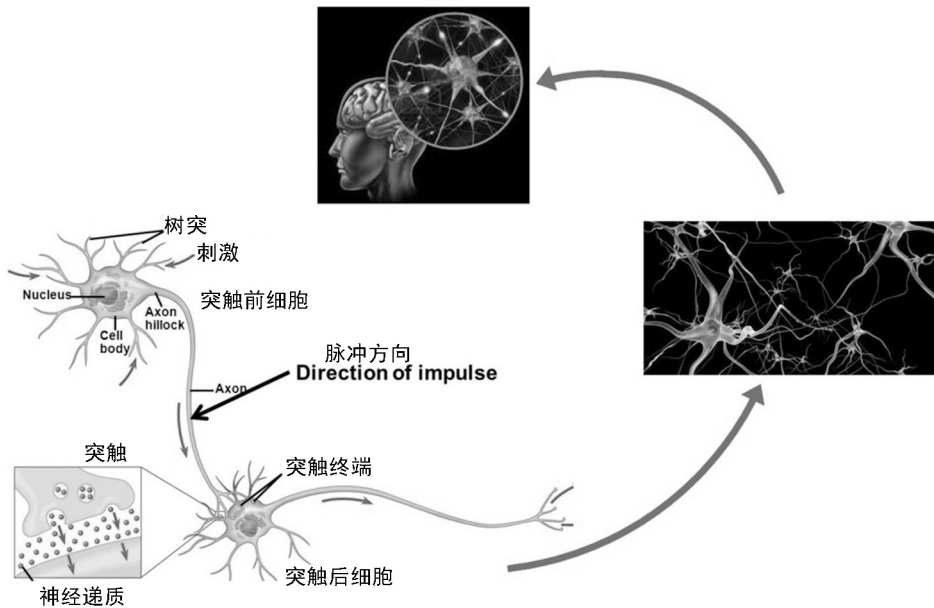 树突
刺激
Nucleus
突触前细胞
Axon
hillock
Cell
body
脉冲方向
Direction of impulse
Axon
突触
突触终端
突触后细胞
神经递质